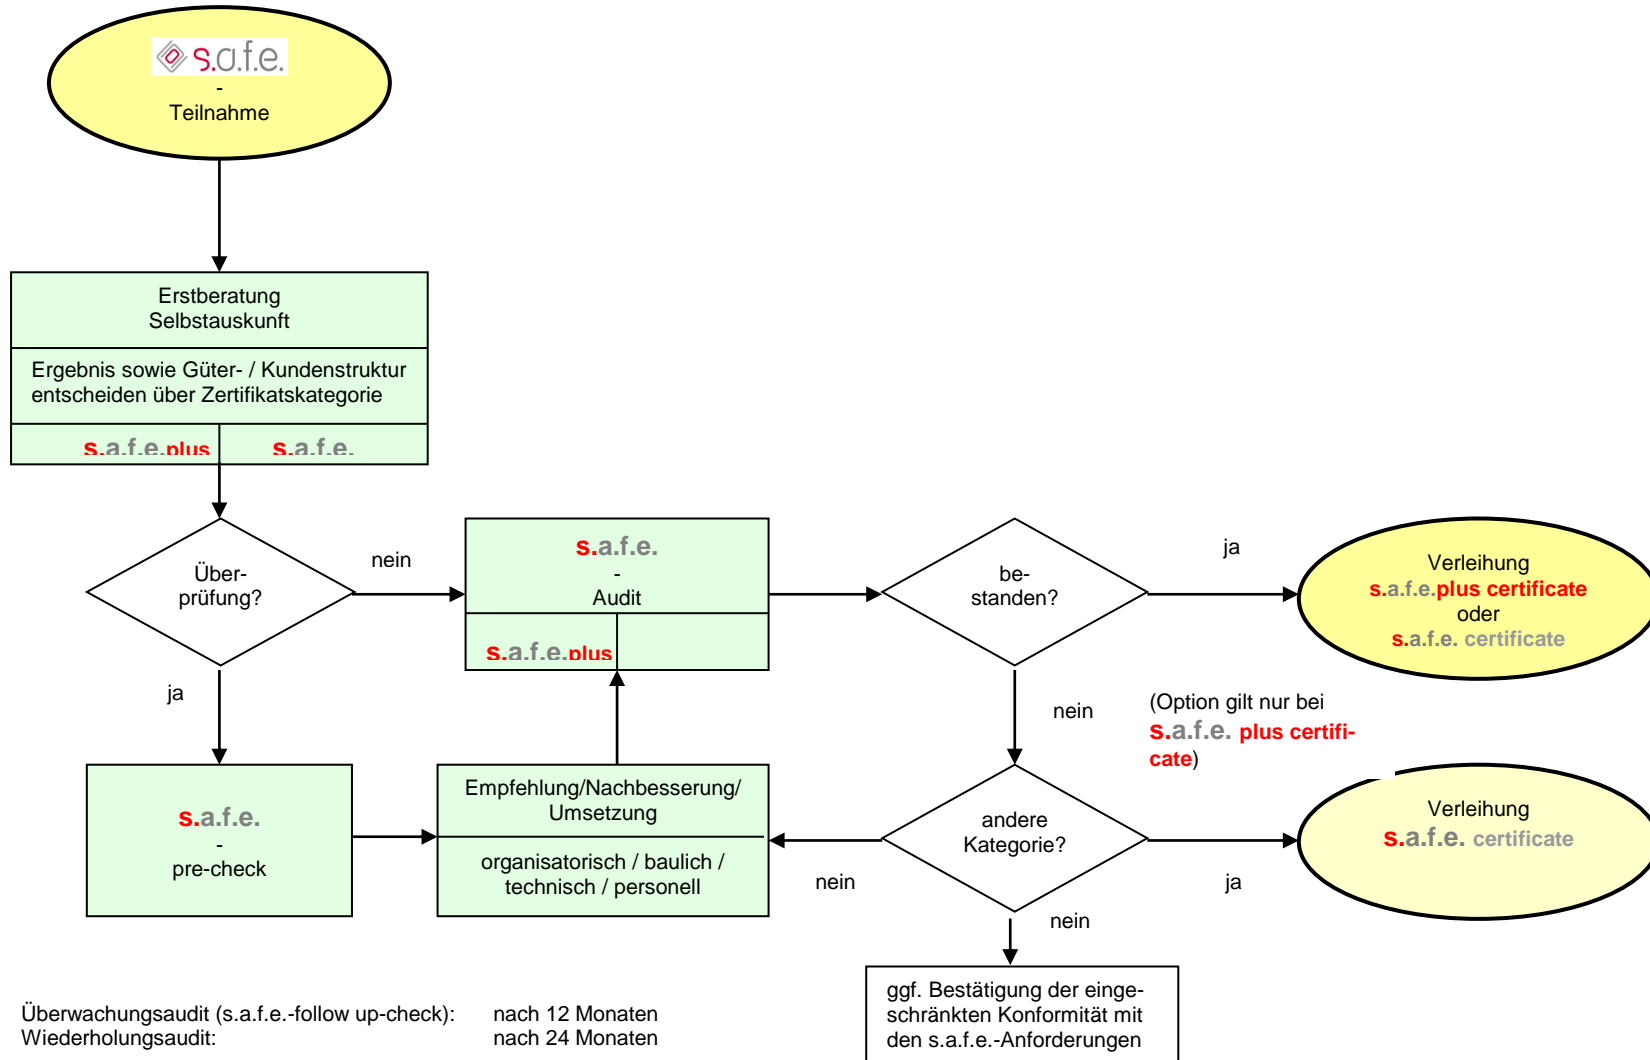 s.a.f.e.
-
Teilnahme
Erstberatung
Selbstauskunft
Ergebnis sowie Güter- / Kundenstruktur
entscheiden über Zertifikatskategorie
s.a.f.e.plus
s.a.f.e.
Über-
prüfung?
nein
s.a.f.e.
-
Audit
s.a.f.e.plus
be-
standen?
ja
Verleihung
s.a.f.e.plus certificate
oder
s.a.f.e. certificate
ja
nein
(Option gilt nur bei
s.a.f.e. plus certifi-
cate)
s.a.f.e.
-
pre-check
Empfehlung/Nachbesserung/
Umsetzung
organisatorisch / baulich /
technisch / personell
nein
andere
Kategorie?
ja
Verleihung
s.a.f.e. certificate
nein
ggf. Bestätigung der einge-
schränkten Konformität mit
den s.a.f.e.-Anforderungen
Überwachungsaudit (s.a.f.e.-follow up-check): nach 12 Monaten
Wiederholungsaudit: nach 24 Monaten